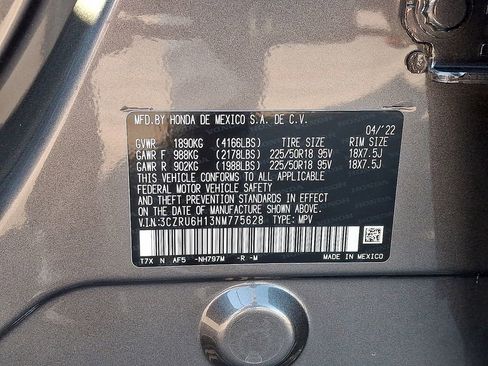 MFD.BY HONDA DE MEXICO S.A. DE C.V.
04/'22
GVWR 1890KG (4166LBS) TIRE SIZE RIM SIZE
GAWR F 988KG (2178LBS) 225/50R18 95V 18X7.5J
GAWR R 902KG (1988LBS) 225/50R18 95V 18X7.5J
THIS VEHICLE CONFORMS TO ALL APPLICABLE
FEDERAL MOTOR VEHICLE SAFETY
AND THEFT PREVENTION STANDARDS IN EFFECT ON
THE DATE OF MANUFACTURE SHOWN ABOVE.
V.I.N:3CZRU6H13NM775628 TYPE: MPV
T7X N AF5 -NH797M -R -M
MADE IN MEXICO